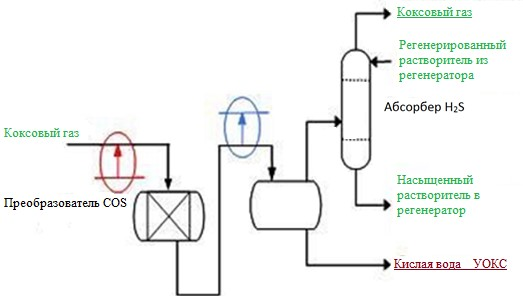 Коксовый газ
Регенерированный
растворитель из
регенератора
Абсорбер H₂S
Коксовый газ
Преобразователь COS
Насыщенный
растворитель в
регенератор
Кислая вода УОКС